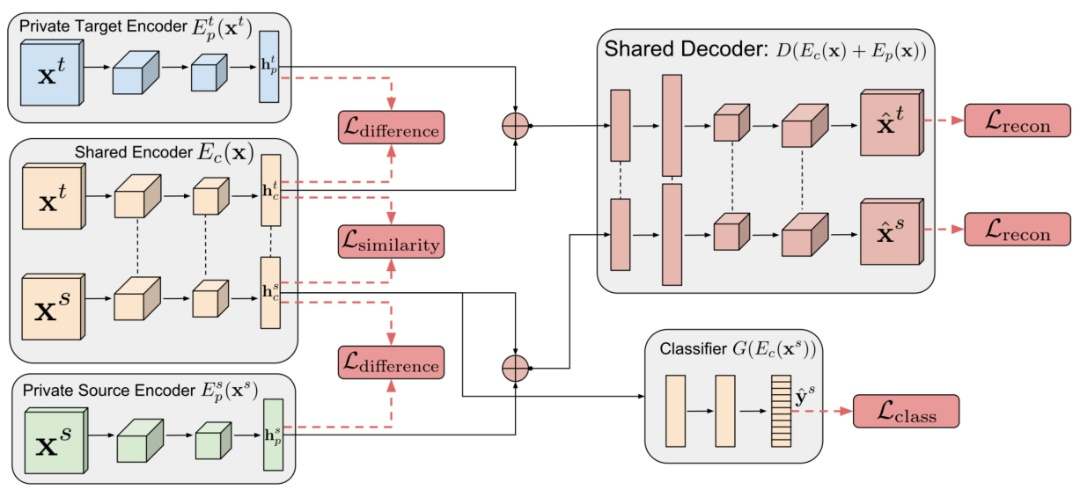 Private Target Encoder $E_p^t(\mathbf{x}^t)$
$\mathbf{x}^t$
$\mathbf{h}_p^t$
$\mathcal{L}_{\text{difference}}$
Shared Encoder $E_c(\mathbf{x})$
$\mathbf{x}^t$
$\mathbf{h}_c^t$
$\mathcal{L}_{\text{similarity}}$
$\mathbf{x}^s$
$\mathbf{h}_c^s$
$\mathcal{L}_{\text{difference}}$
Private Source Encoder $E_p^s(\mathbf{x}^s)$
$\mathbf{x}^s$
$\mathbf{h}_p^s$
Shared Decoder: $D(E_c(\mathbf{x}) + E_p(\mathbf{x}))$
$\hat{\mathbf{x}}^t$
$\mathcal{L}_{\text{recon}}$
$\hat{\mathbf{x}}^s$
$\mathcal{L}_{\text{recon}}$
Classifier $G(E_c(\mathbf{x}^s))$
$\hat{\mathbf{y}}^s$
$\mathcal{L}_{\text{class}}$